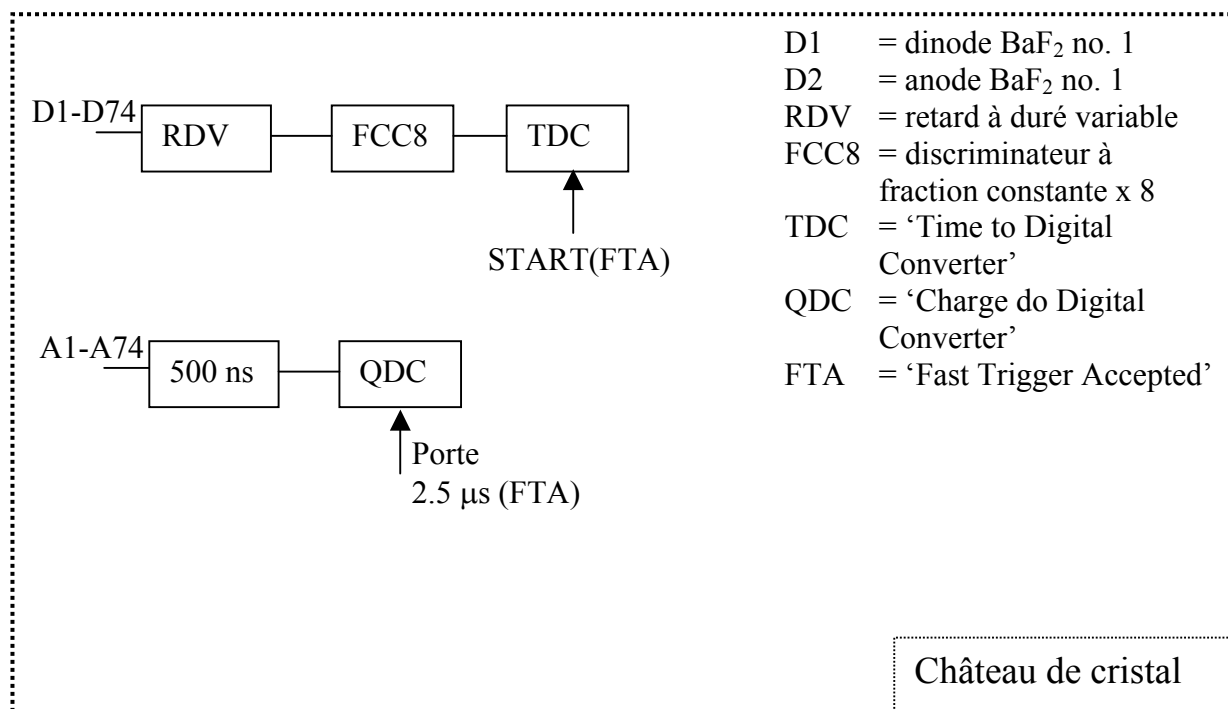 D1-D74
RDV
FCC8
TDC
START(FTA)
A1-A74
500 ns
QDC
Porte
2.5 μs (FTA)
D1 = dinode BaF₂ no. 1
D2 = anode BaF₂ no. 1
RDV = retard à duré variable
FCC8 = discriminateur à
fraction constante x 8
TDC = ‘Time to Digital
Converter’
QDC = ‘Charge do Digital
Converter’
FTA = ‘Fast Trigger Accepted’
Château de cristal